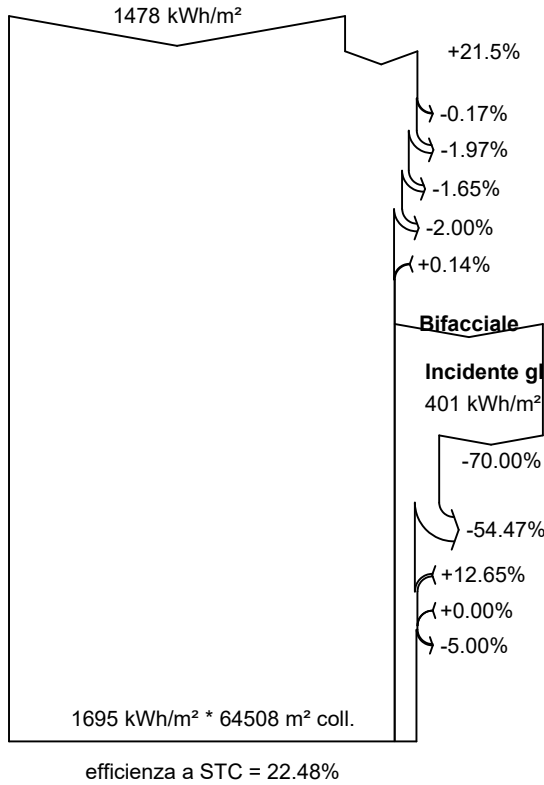 1478 kWh/m²
+21.5%
-0.17%
-1.97%
-1.65%
-2.00%
+0.14%
Bifacciale
Incidente gl
401 kWh/m²
-70.00%
-54.47%
+12.65%
+0.00%
-5.00%
1695 kWh/m² * 64508 m² coll.
efficienza a STC = 22.48%